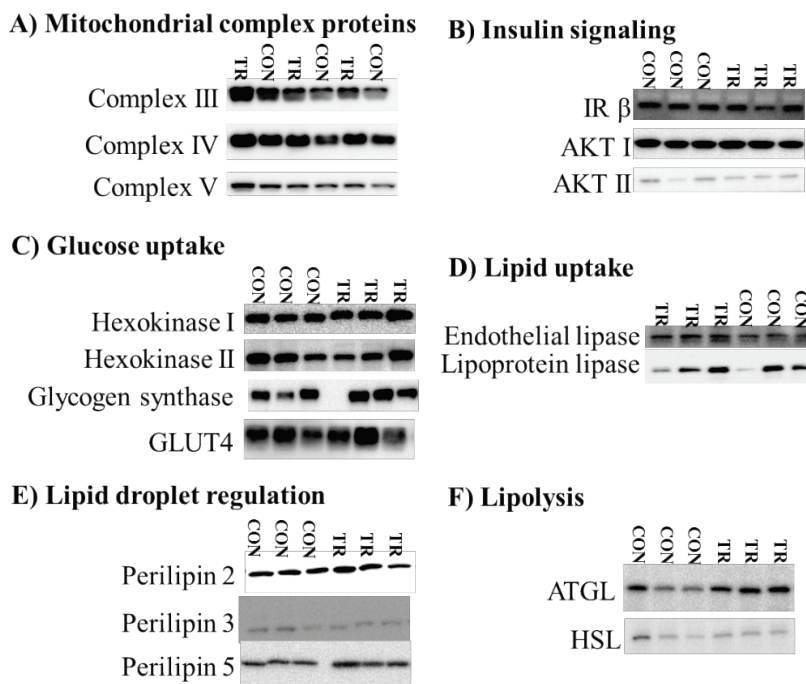 A) Mitochondrial complex proteins
TR CON TR CON TR CON
Complex III
Complex IV
Complex V
B) Insulin signaling
CON CON CON TR TR TR
IR β
AKT I
AKT II
C) Glucose uptake
CON CON CON TR TR TR
Hexokinase I
Hexokinase II
Glycogen synthase
GLUT4
D) Lipid uptake
TR TR TR CON CON CON
Endothelial lipase
Lipoprotein lipase
E) Lipid droplet regulation
CON CON CON TR TR TR
Perilipin 2
Perilipin 3
Perilipin 5
F) Lipolysis
CON CON CON TR TR TR
ATGL
HSL